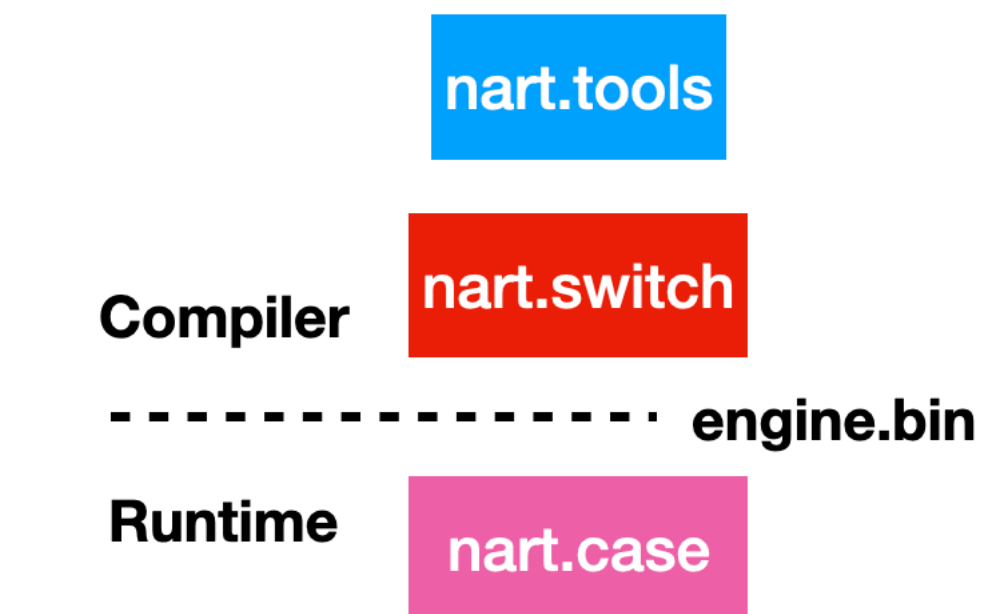 nart.tools
nart.switch
Compiler
engine.bin
Runtime
nart.case